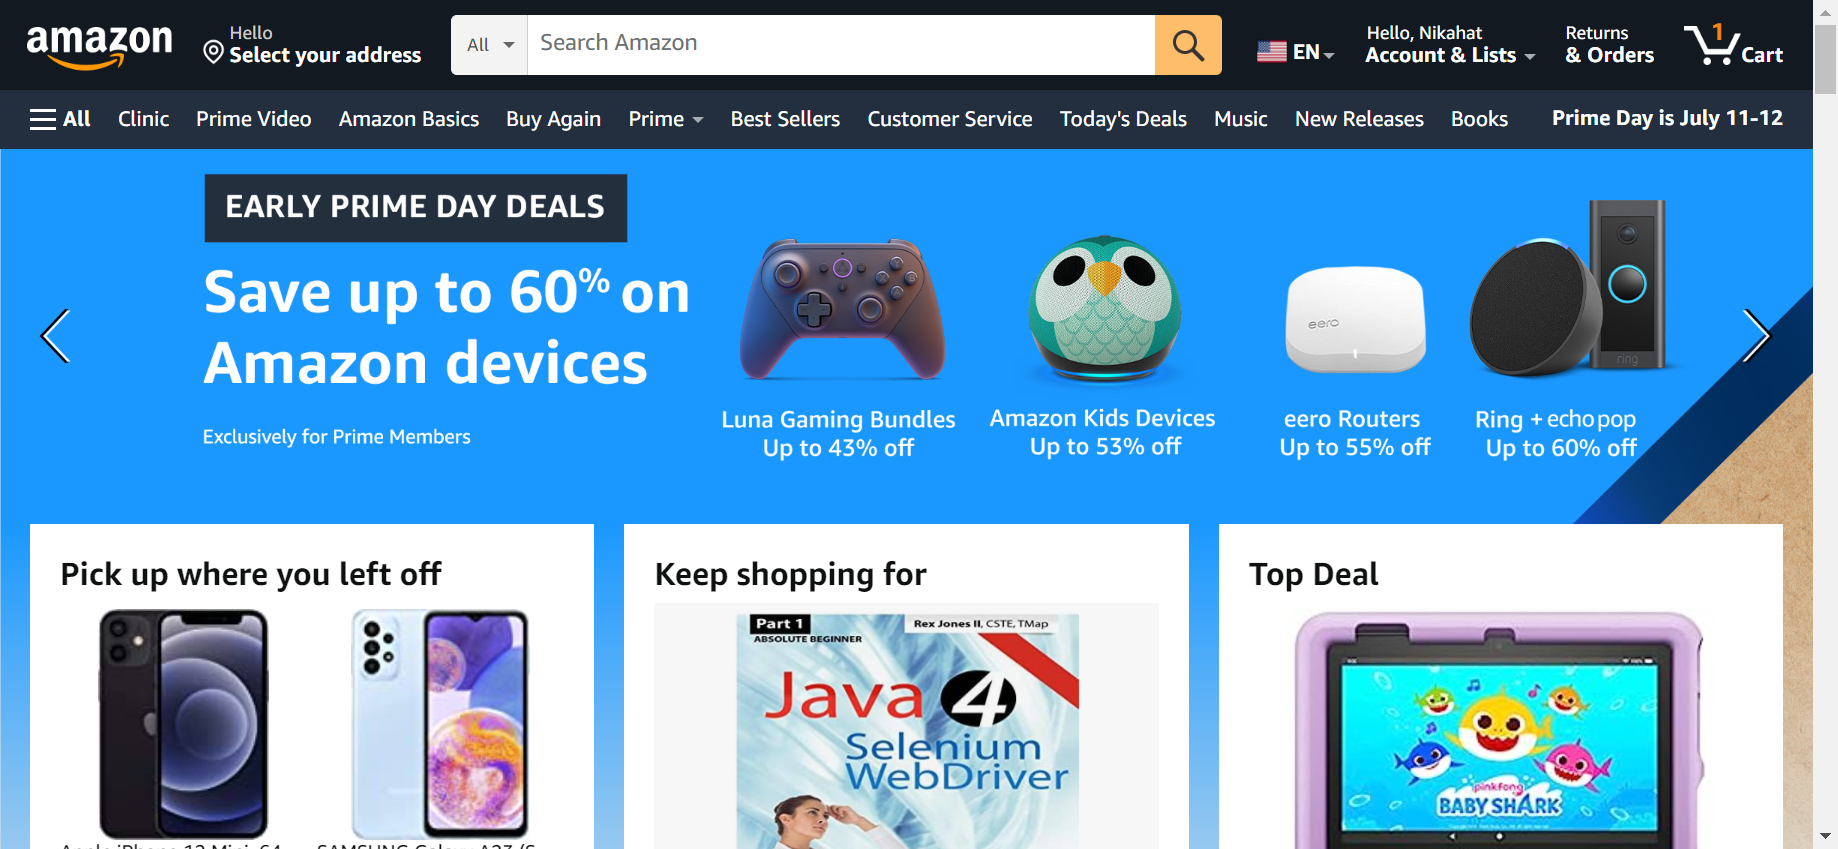 amazon
Hello
Select your address
All
Search Amazon
EN
Hello, Nikahat
Account & Lists
Returns
& Orders
1
Cart
All
Clinic
Prime Video
Amazon Basics
Buy Again
Prime
Best Sellers
Customer Service
Today's Deals
Music
New Releases
Books
Prime Day is July 11-12
EARLY PRIME DAY DEALS
Save up to 60% on
Amazon devices
Exclusively for Prime Members
eero
ring
Luna Gaming Bundles
Up to 43% off
Amazon Kids Devices
Up to 53% off
eero Routers
Up to 55% off
Ring + echo pop
Up to 60% off
Pick up where you left off
Keep shopping for
Part 1
ABSOLUTE BEGINNER
Rex Jones II, CSTE, TMap
Java 4
Selenium
WebDriver
Top Deal
pinkfong
BABY SHARK